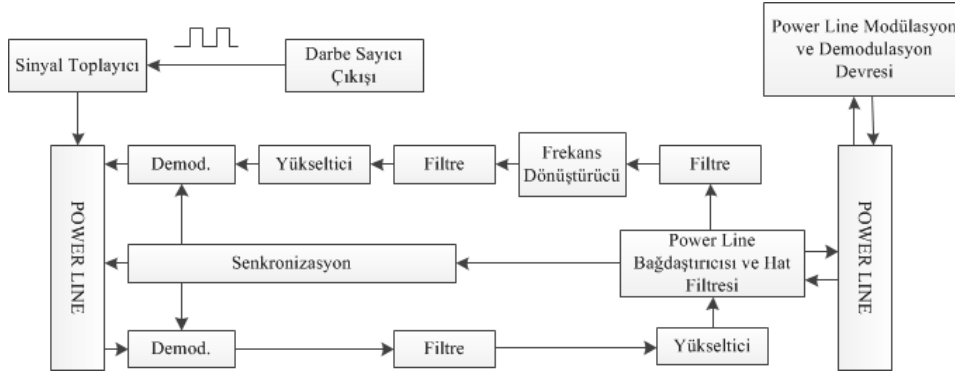 Power Line Modülasyon
ve Demodulasyon
Devresi
Sinyal Toplayıcı
Darbe Sayıcı
Çıkışı
POWER LINE
Demod.
Yükseltici
Filtre
Frekans
Dönüştürücü
Filtre
POWER LINE
Senkronizasyon
Power Line
Bağdaştırıcısı ve Hat
Filtresi
Demod.
Filtre
Yükseltici